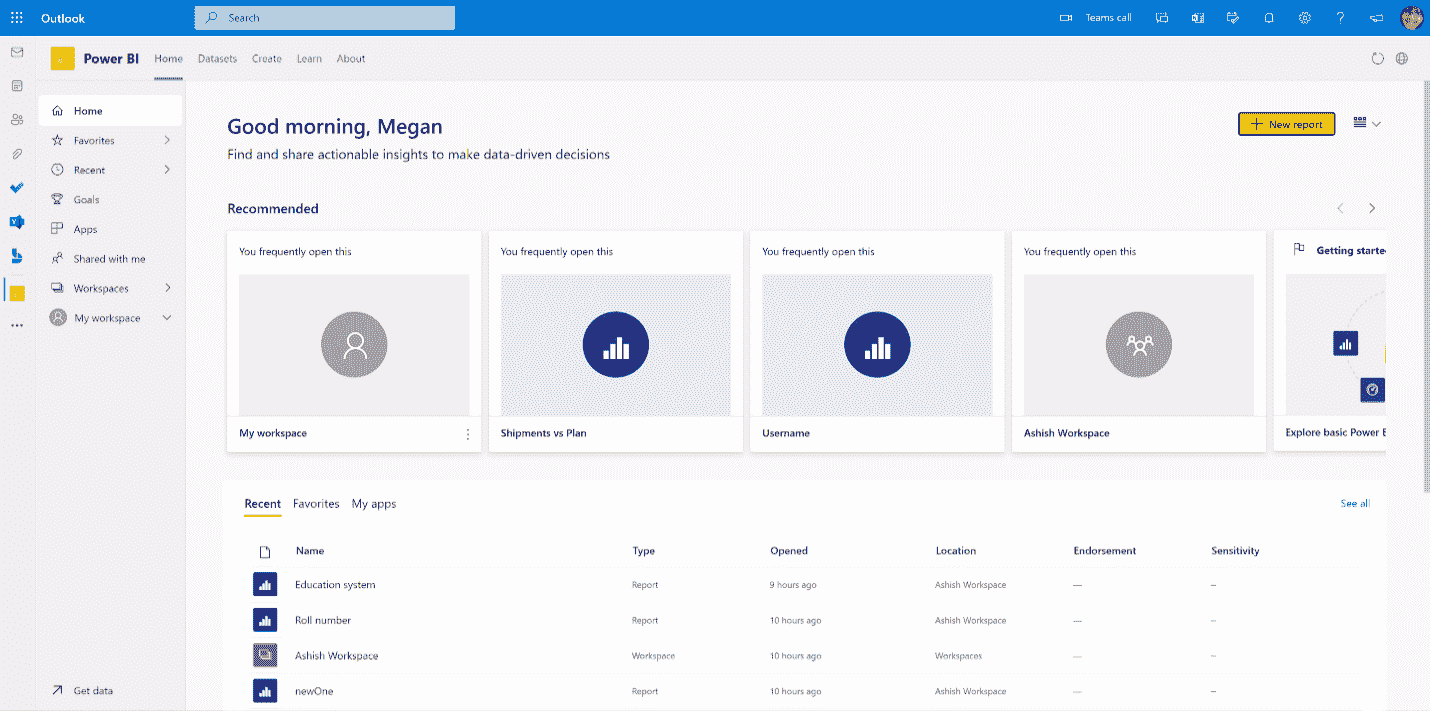 Outlook
Search
Teams call
Power BI
Home Datasets Create Learn About
Home
Favorites
Recent
Goals
Apps
Shared with me
Workspaces
My workspace
Get data
Good morning, Megan
New report
Find and share actionable insights to make data-driven decisions
Recommended
You frequently open this
My workspace
You frequently open this
Shipments vs Plan
You frequently open this
Username
You frequently open this
Ashish Workspace
Getting starte
Explore basic Power B
Recent Favorites My apps
See all
Name Type Opened Location Endorsement Sensitivity
Education system Report 9 hours ago Ashish Workspace — –
Roll number Report 10 hours ago Ashish Workspace — –
Ashish Workspace Workspace 10 hours ago Workspaces — –
newOne Report 10 hours ago Ashish Workspace — –